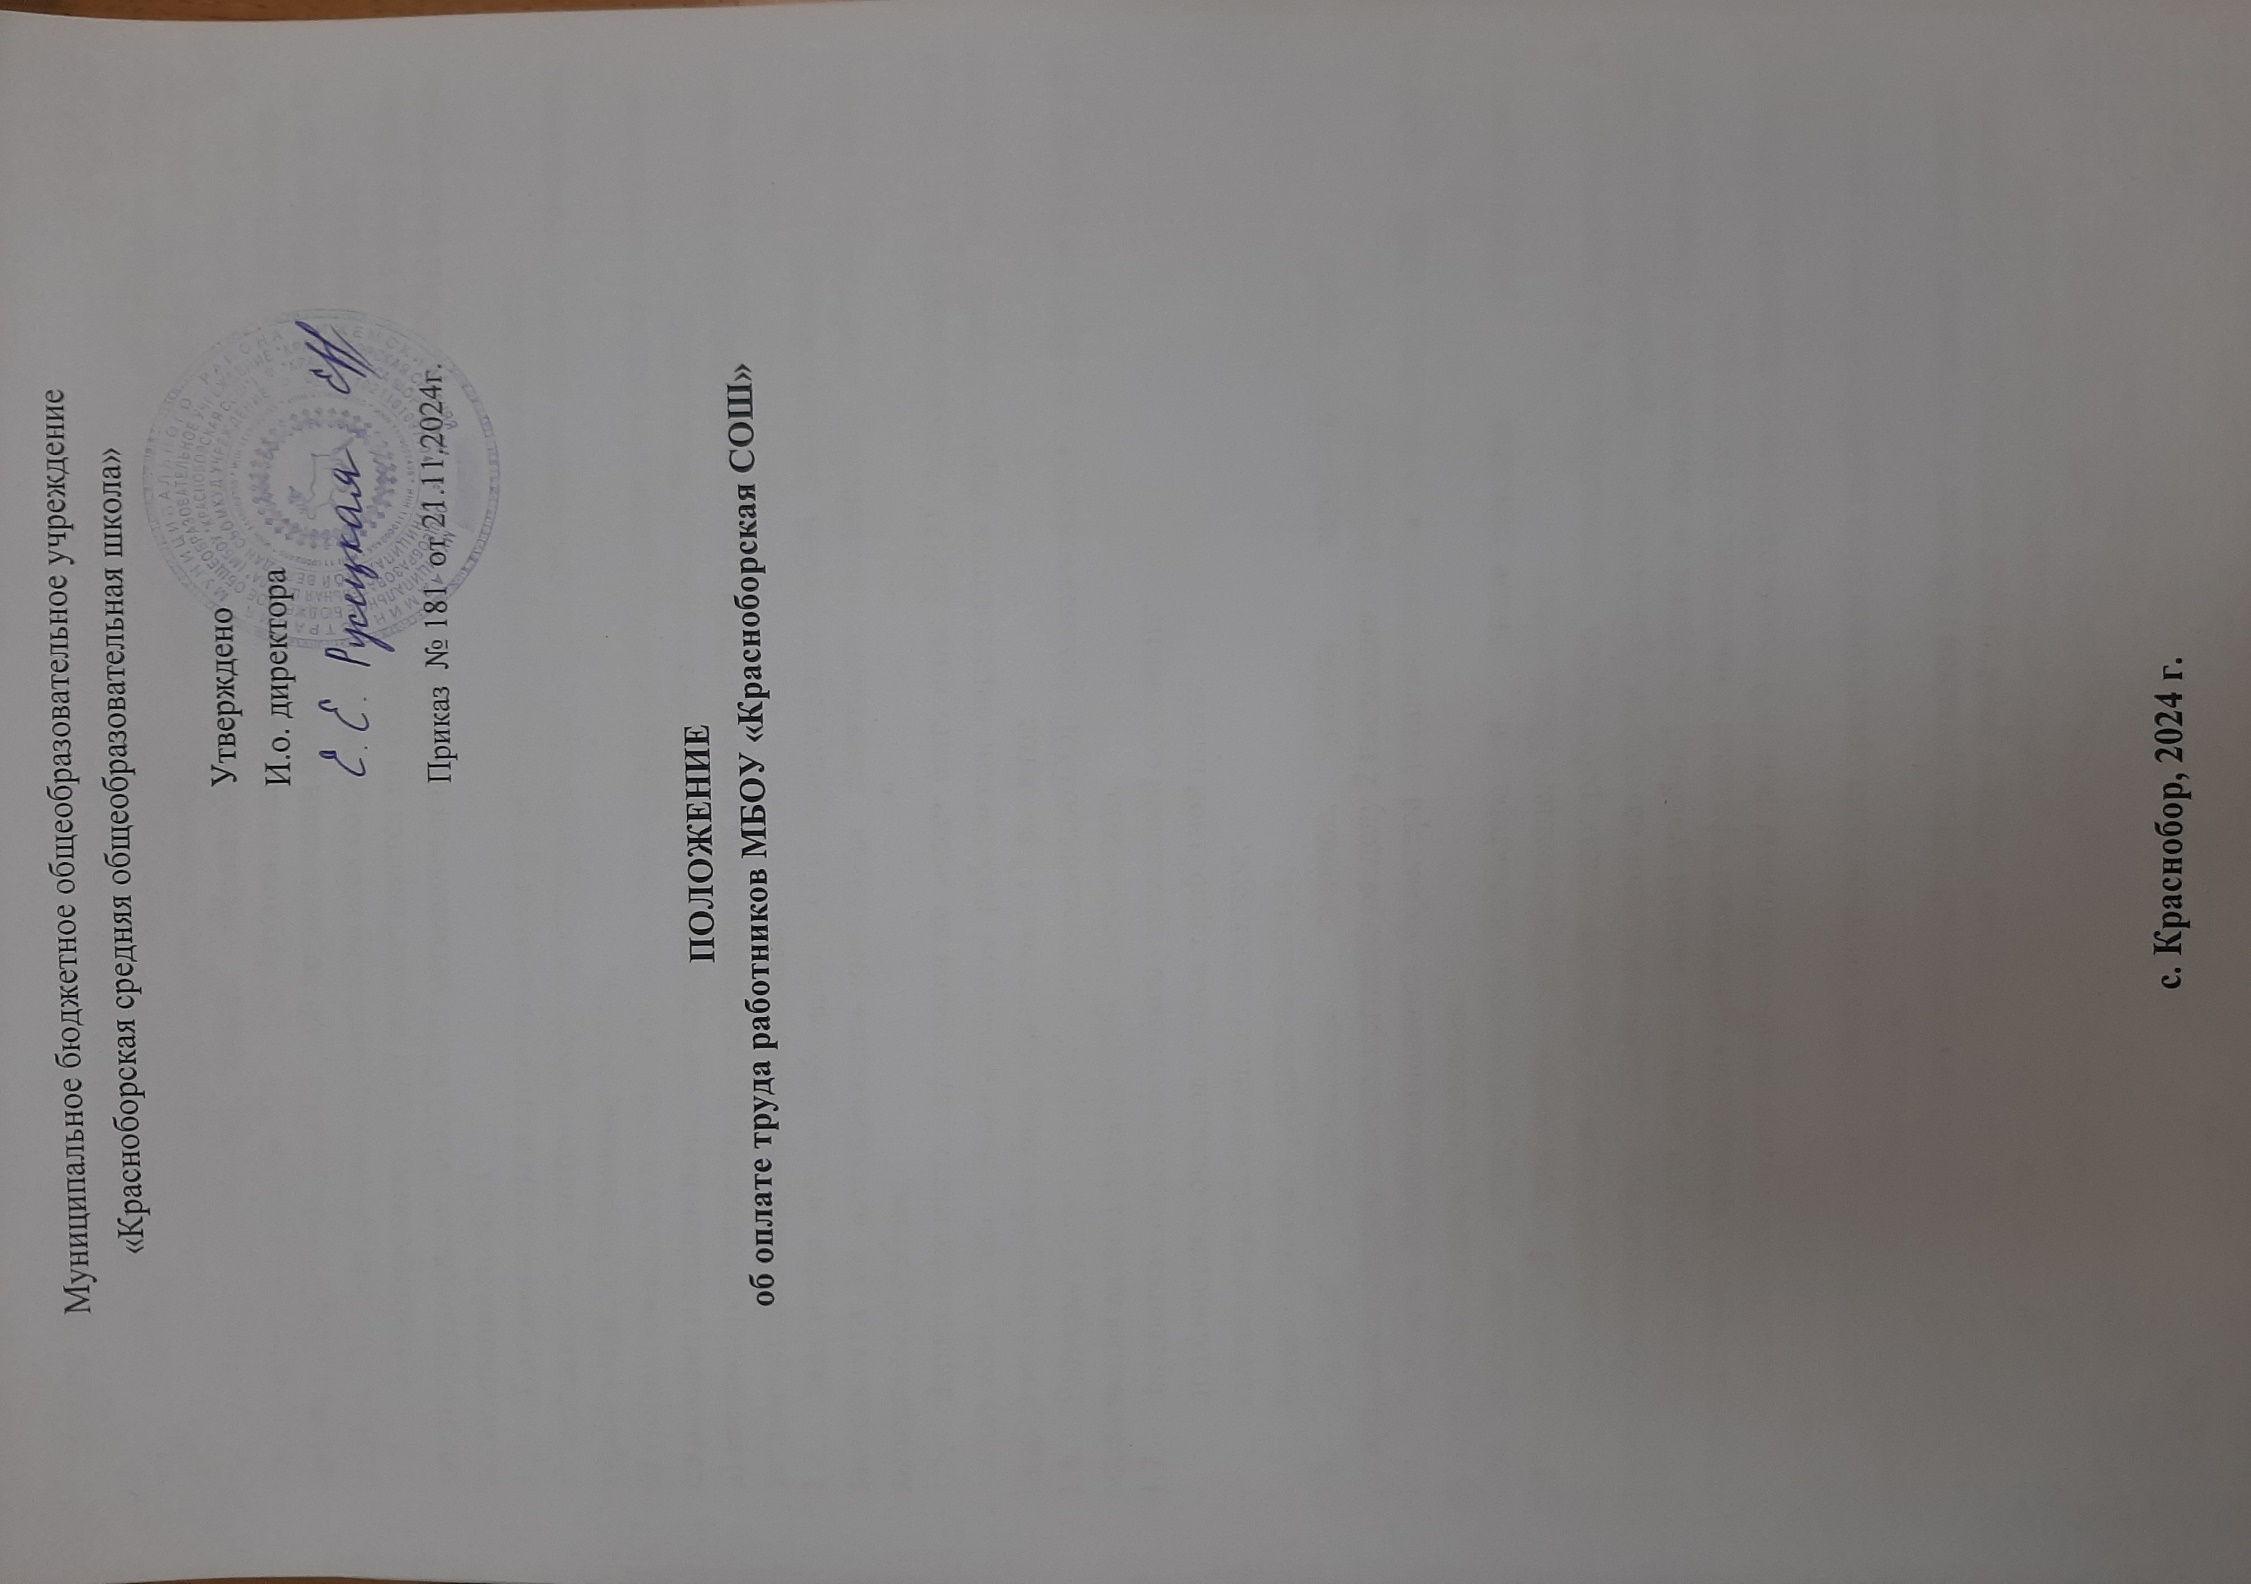 Муниципальное бюджетное общеобразовательное учреждение
«Красноборская средняя общеобразовательная школа»
Утверждено
И.о. директора
Е.Е. Русецкая
Приказ № 181 от 21.11.2024г.
ПОЛОЖЕНИЕ
об оплате труда работников МБОУ «Красноборская СОШ»
с. Краснобор, 2024 г.